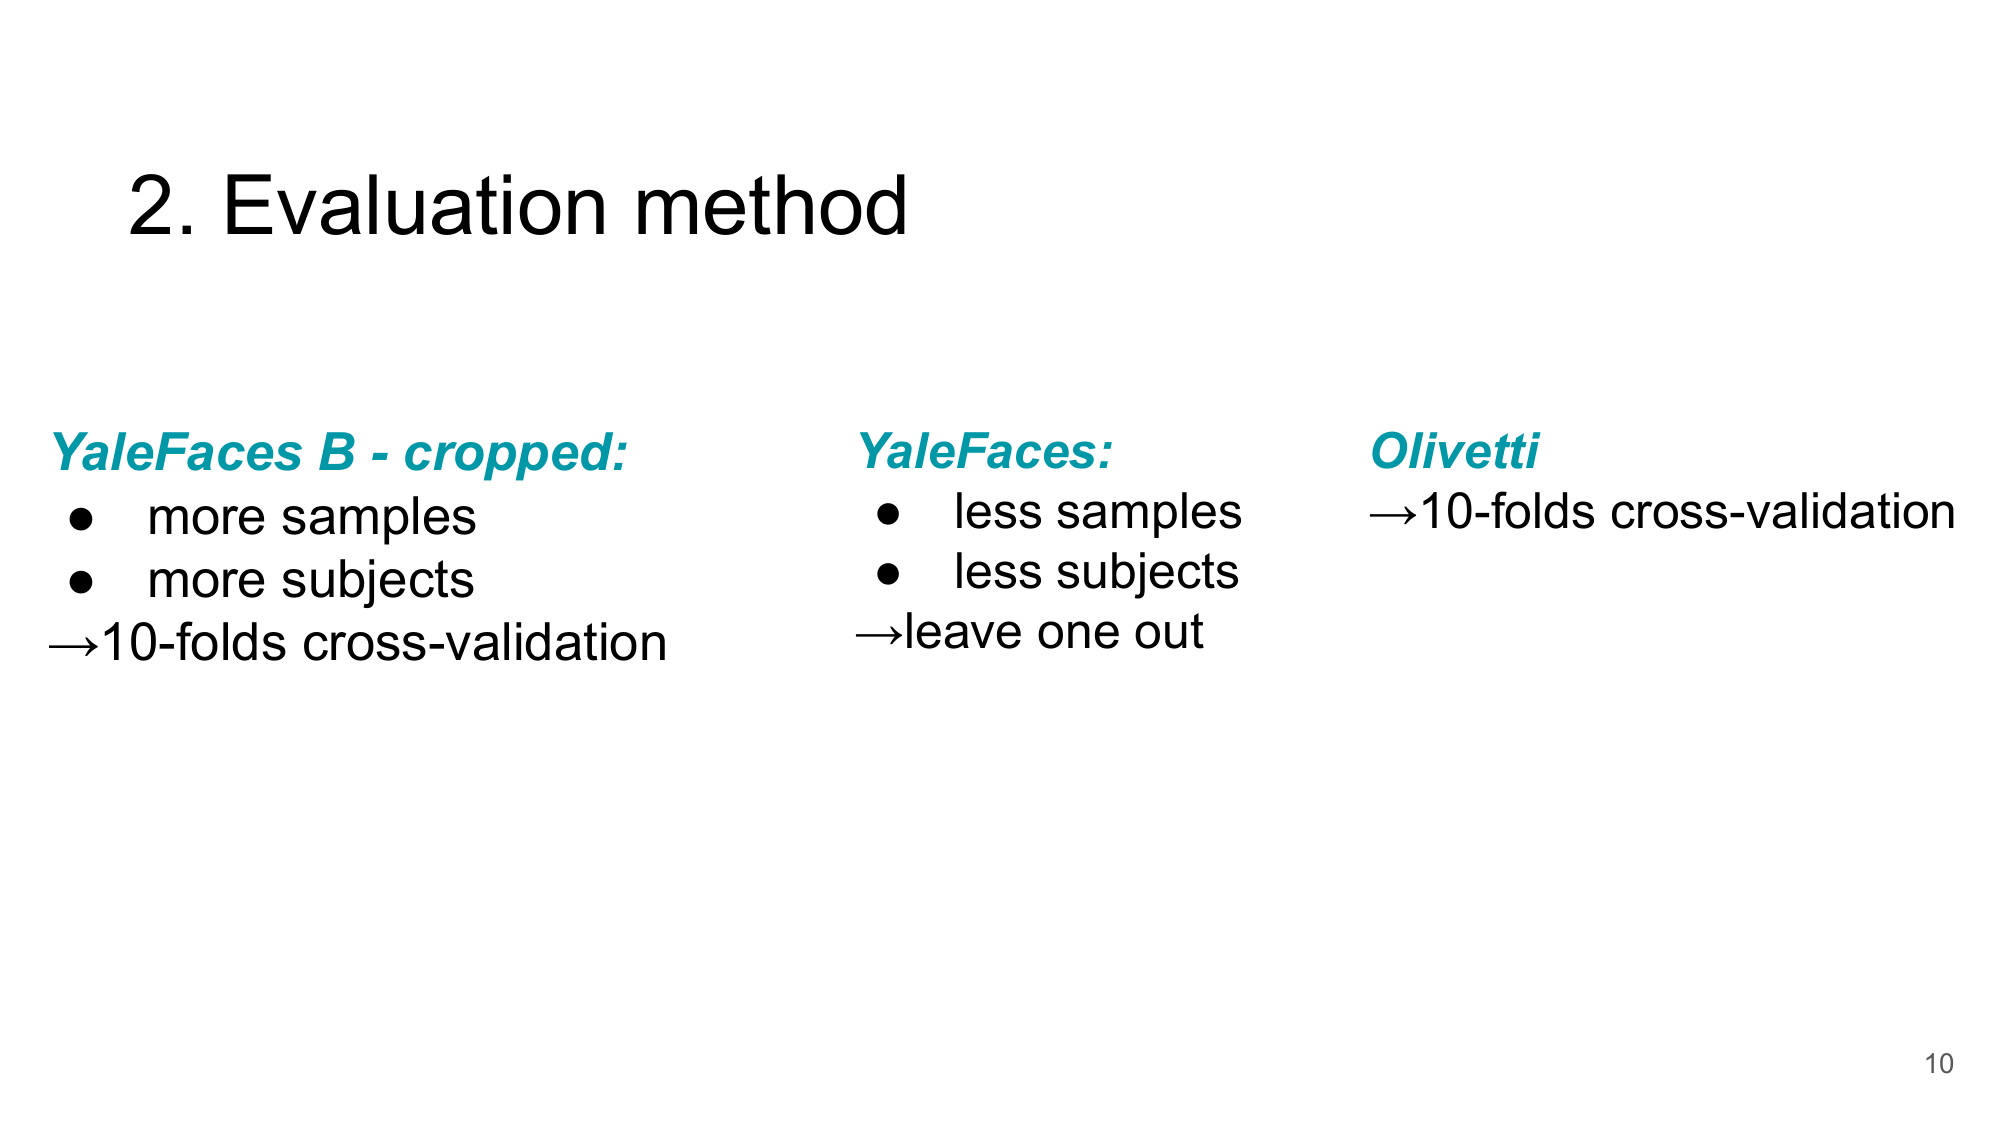 2. Evaluation method
YaleFaces B - cropped:
● more samples
● more subjects
→10-folds cross-validation
YaleFaces:
● less samples
● less subjects
→leave one out
Olivetti
→10-folds cross-validation
10